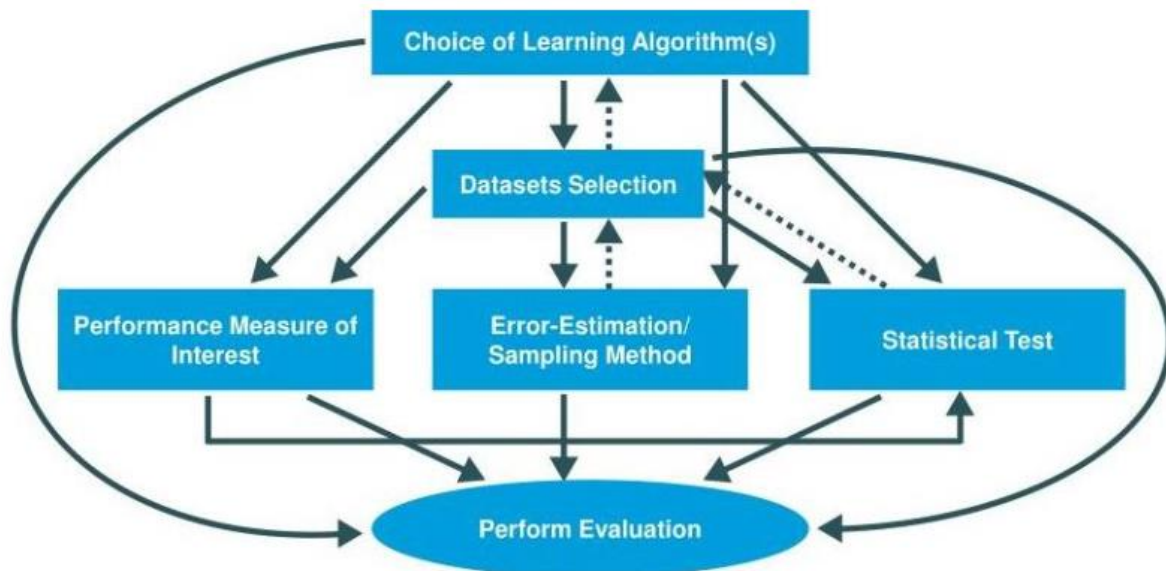 Choice of Learning Algorithm(s)
Datasets Selection
Performance Measure of
Interest
Error-Estimation/
Sampling Method
Statistical Test
Perform Evaluation